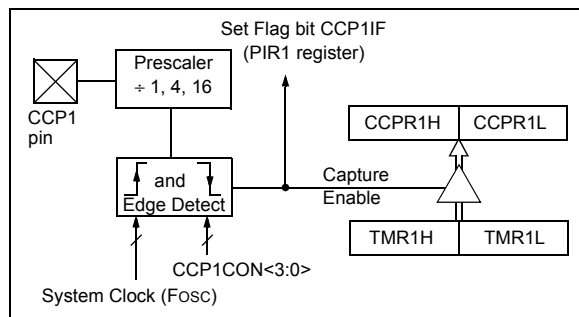 Set Flag bit CCP1IF
(PIR1 register)
Prescaler
÷ 1, 4, 16
CCP1
pin
CCPR1H CCPR1L
and
Edge Detect
Capture
Enable
TMR1H TMR1L
CCP1CON<3:0>
System Clock (FOSC)